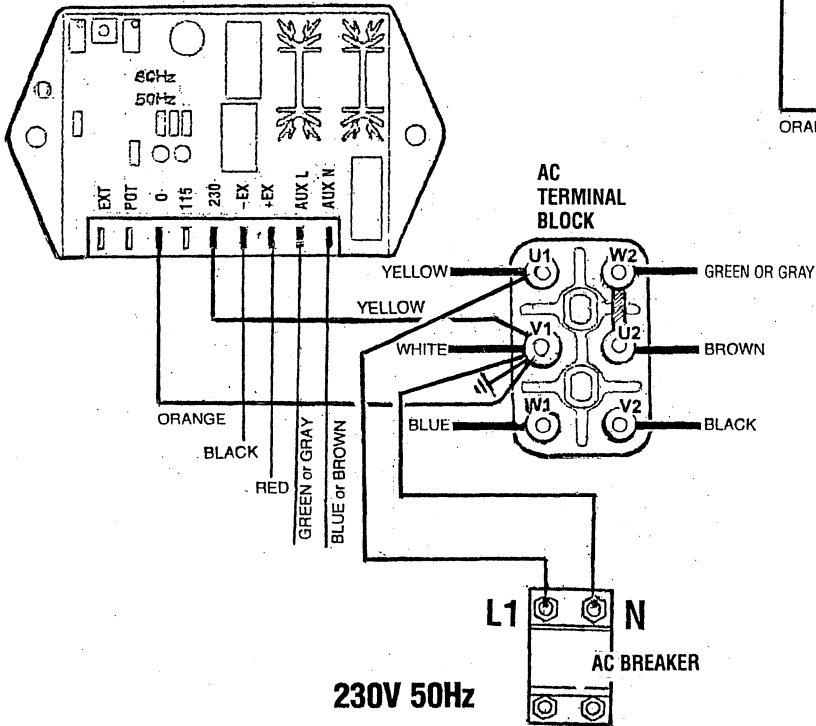 60Hz
50Hz
EXT
POT
0-
115
230
-EX
+EX
AUX L
AUX N
ORA
AC
TERMINAL
BLOCK
U1
W2
YELLOW
GREEN OR GRAY
YELLOW
V1
U2
WHITE
BROWN
ORANGE
W1
V2
BLUE
BLACK
BLACK
RED
GREEN or GRAY
BLUE or BROWN
L1
N
AC BREAKER
230V 50Hz